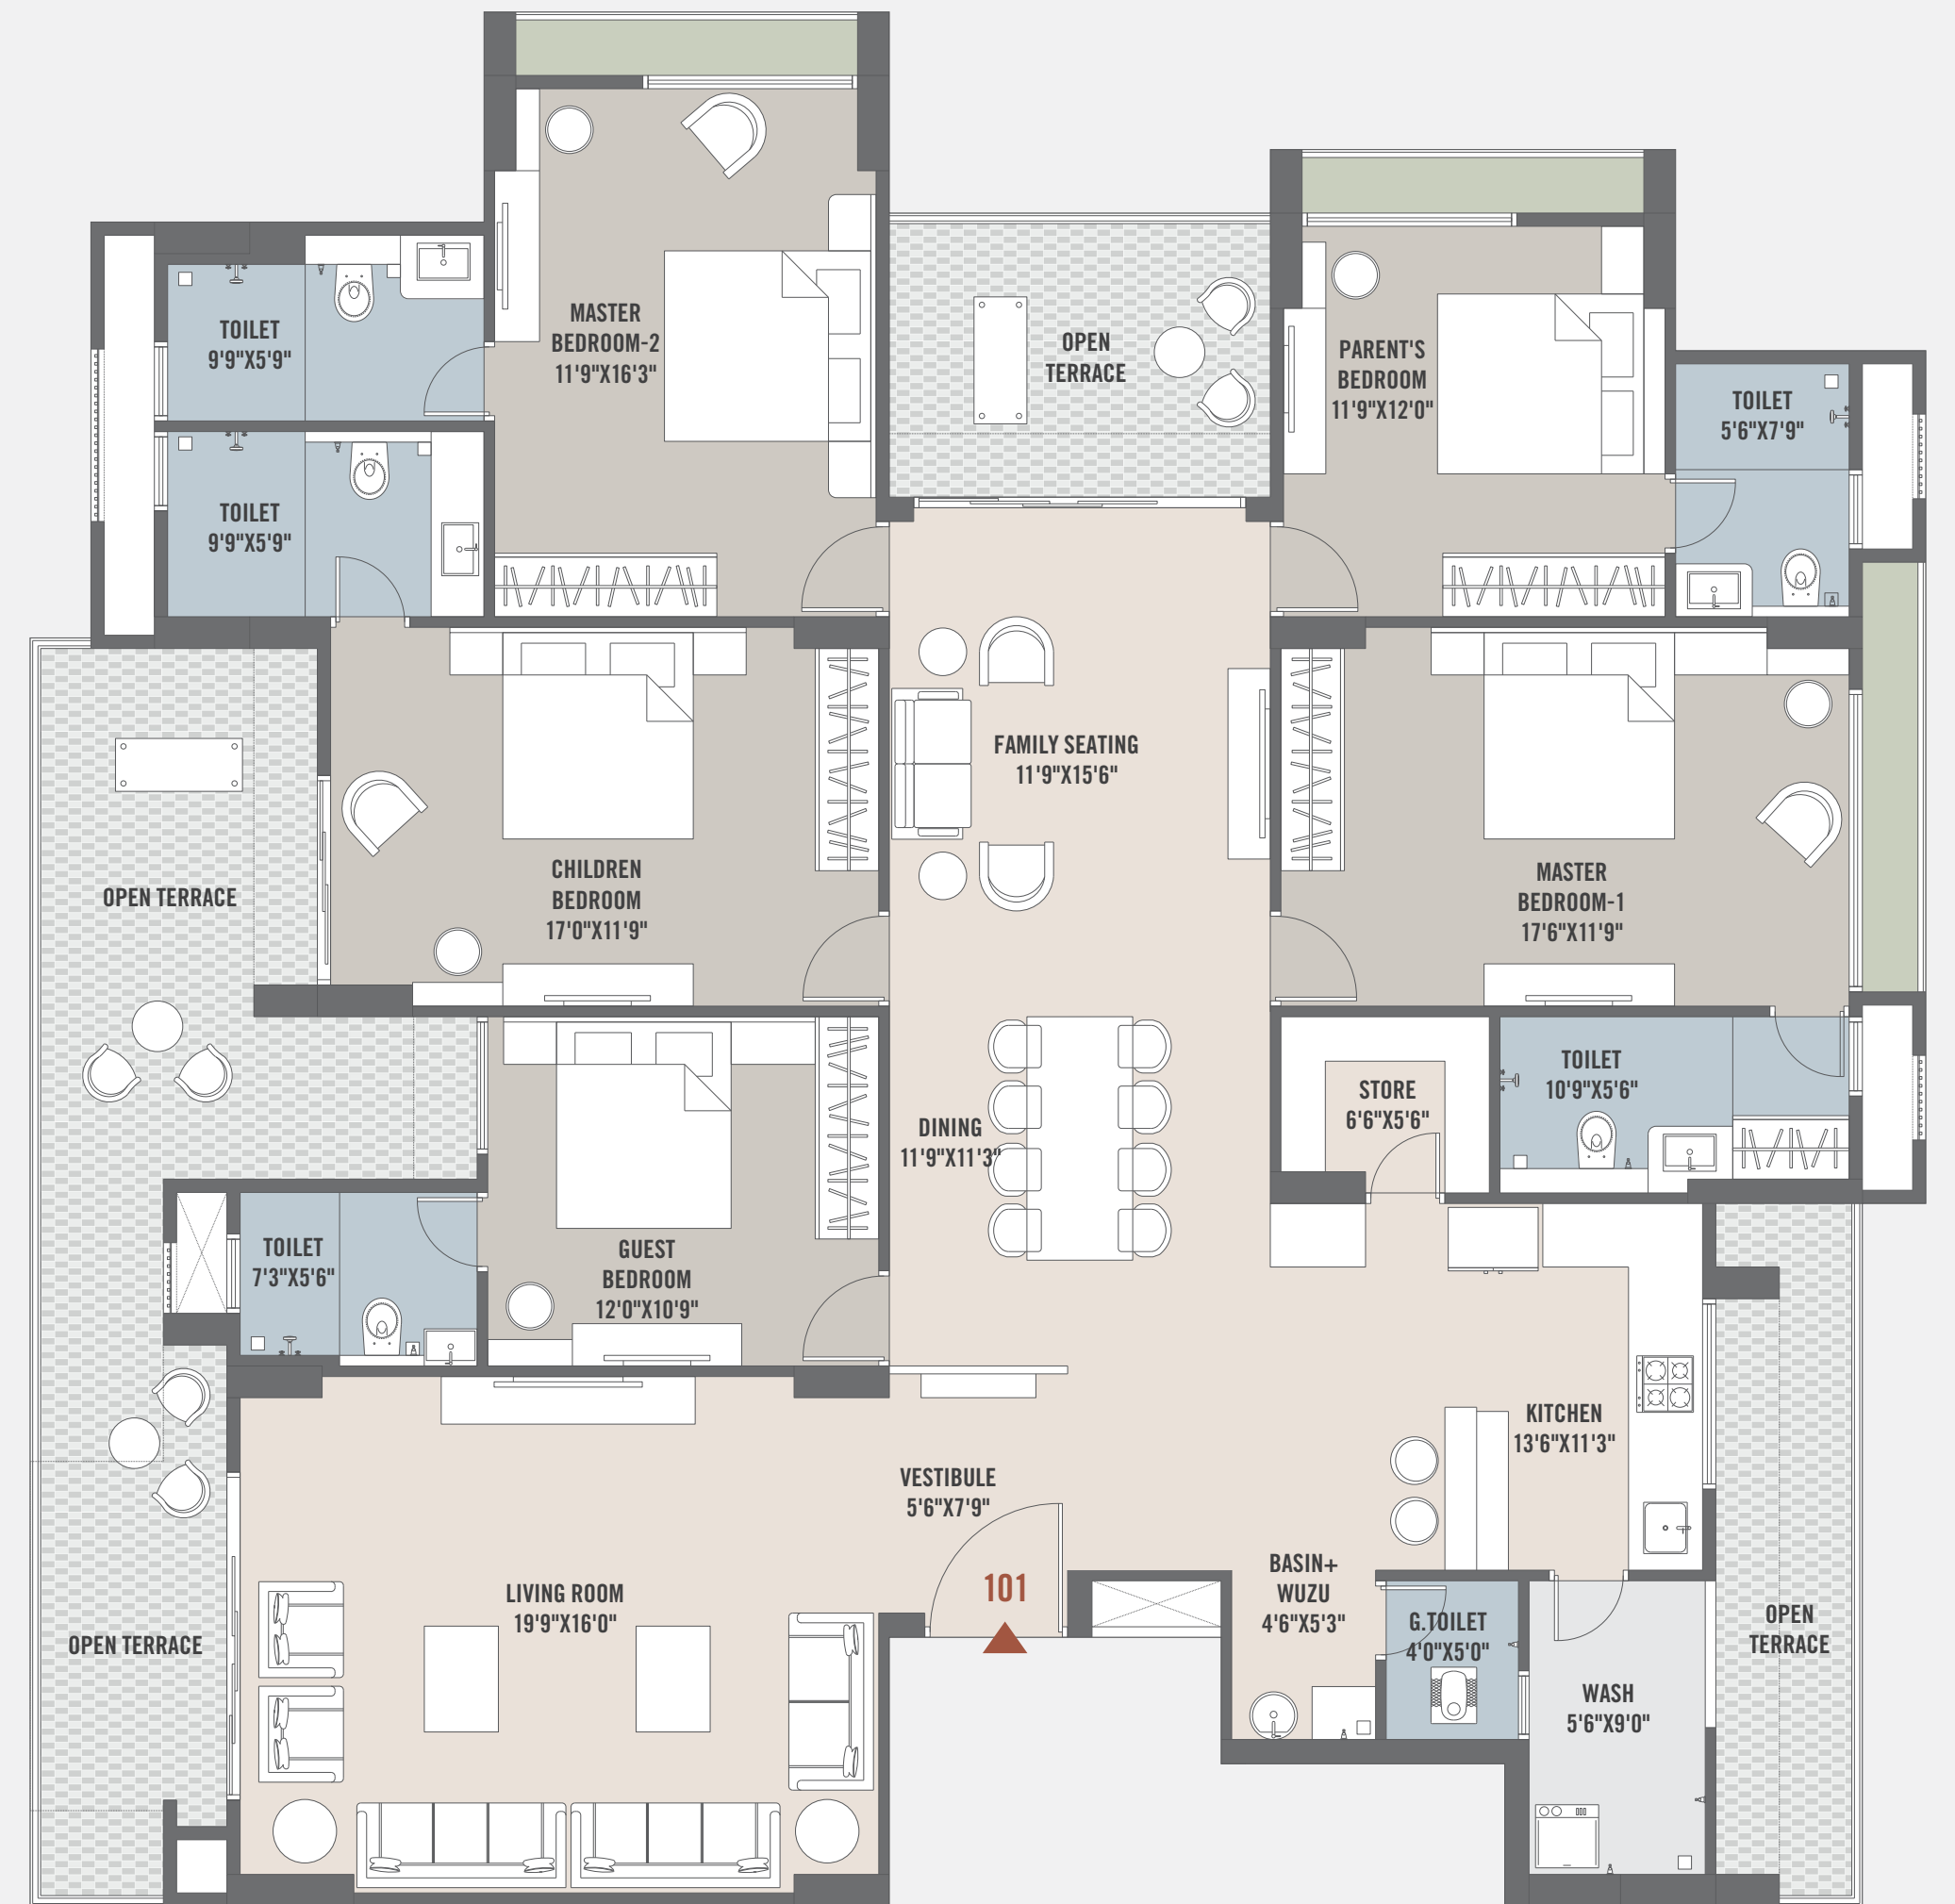 MASTER
BEDROOM-2
11'9"X16'3"
TOILET
9'9"X5'9"
TOILET
9'9"X5'9"
OPEN
TERRACE
PARENT'S
BEDROOM
11'9"X12'0"
TOILET
5'6"X7'9"
FAMILY SEATING
11'9"X15'6"
CHILDREN
BEDROOM
17'0"X11'9"
OPEN TERRACE
MASTER
BEDROOM-1
17'6"X11'9"
TOILET
10'9"X5'6"
STORE
6'6"X5'6"
DINING
11'9"X11'3"
TOILET
7'3"X5'6"
GUEST
BEDROOM
12'0"X10'9"
KITCHEN
13'6"X11'3"
VESTIBULE
5'6"X7'9"
LIVING ROOM
19'9"X16'0"
OPEN TERRACE
101
BASIN+
WUZU
4'6"X5'3"
G.TOILET
4'0"X5'0"
OPEN
TERRACE
WASH
5'6"X9'0"